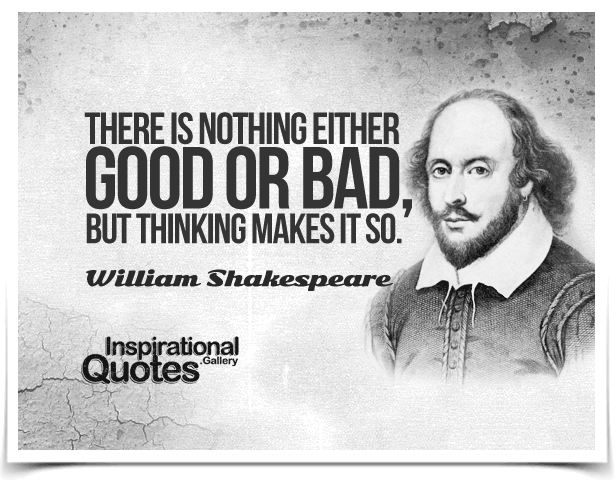 THERE IS NOTHING EITHER
GOOD OR BAD,
BUT THINKING MAKES IT SO.
William Shakespeare
Inspirational
Quotes.Gallery